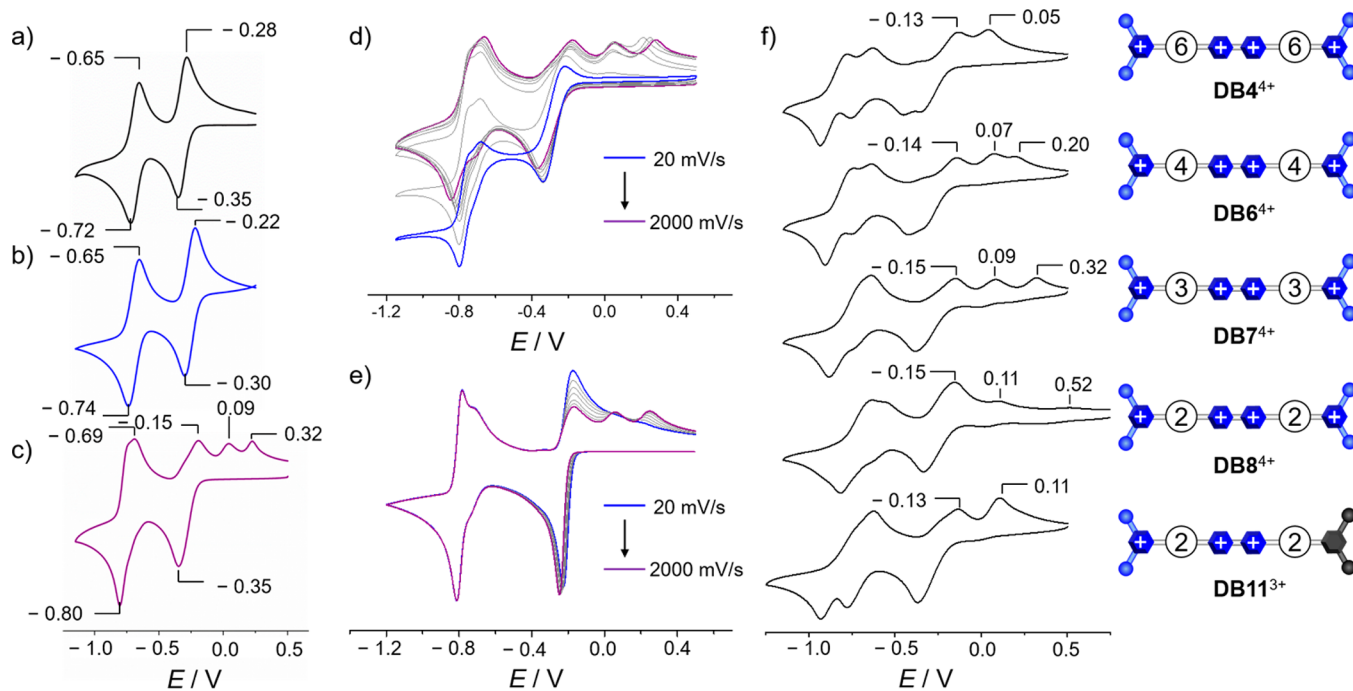 a)
− 0.28
− 0.65
− 0.35
− 0.72
b)
− 0.22
− 0.65
− 0.30
− 0.74
c)
− 0.69
− 0.15
0.09
0.32
− 0.35
− 0.80
− 1.0
− 0.5
0.0
0.5
E / V
d)
20 mV/s
2000 mV/s
-1.2
-0.8
-0.4
0.0
0.4
E / V
e)
20 mV/s
2000 mV/s
− 1.2
− 0.8
− 0.4
0.0
0.4
E / V
f)
− 0.13
0.05
− 0.14
0.07
0.20
− 0.15
0.09
0.32
− 0.15
0.11
0.52
− 0.13
0.11
− 1.0
− 0.5
0.0
0.5
E / V
+ 6 + + 6 +
DB4⁴⁺
+ 4 + + 4 +
DB6⁴⁺
+ 3 + + 3 +
DB7⁴⁺
+ 2 + + 2 +
DB8⁴⁺
+ 2 + + 2
DB11³⁺